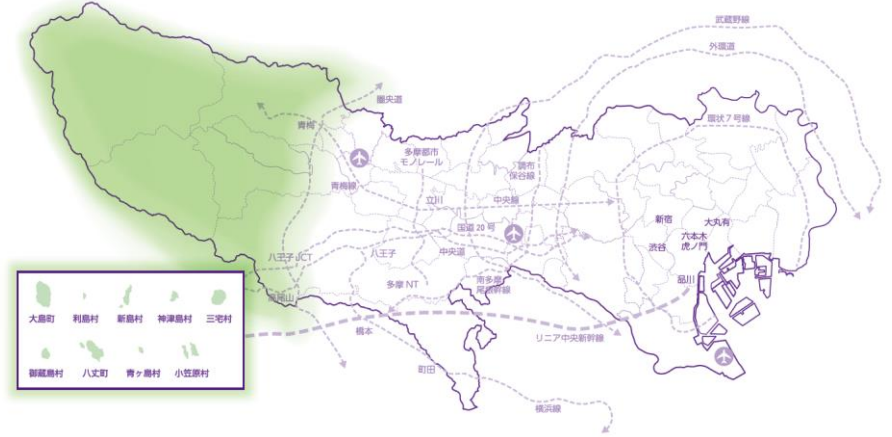 武蔵野線
外環道
圏央道
環状7号線
青梅
多摩都市
モノレール
調布
保谷線
青梅線
立川
中央線
新宿
大丸有
国道20号
六本木
虎ノ門
渋谷
八王子JCT
八王子
中央道
品川
多摩NT
南多摩
尾根幹線
高尾山
大島町
利島村
新島村
神津島村
三宅村
橋本
リニア中央新幹線
御蔵島村
八丈町
青ヶ島村
小笠原村
町田
横浜線